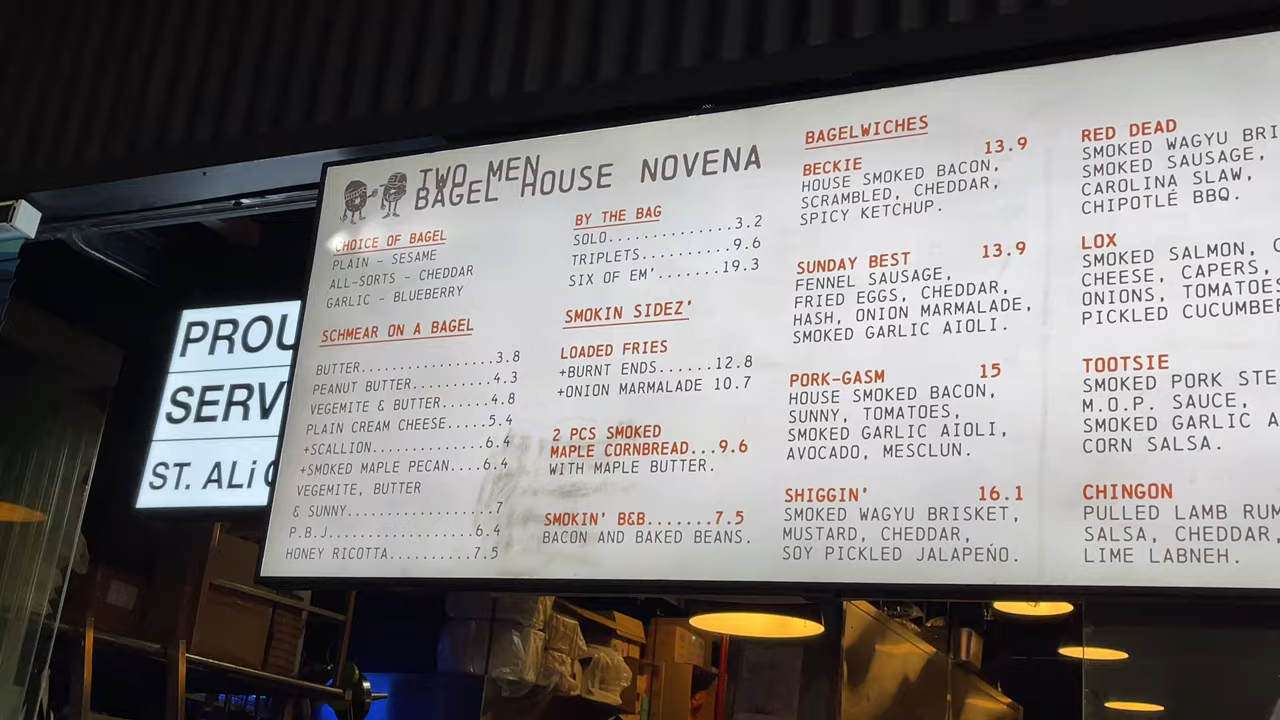 TWO MEN
BAGEL HOUSE NOVENA
CHOICE OF BAGEL
PLAIN - SESAME
ALL-SORTS - CHEDDAR
GARLIC - BLUEBERRY
SCHMEAR ON A BAGEL
BUTTER.................3.8
PEANUT BUTTER..........4.3
VEGEMITE & BUTTER......4.8
PLAIN CREAM CHEESE.....5.4
+SCALLION..............6.4
+SMOKED MAPLE PECAN....6.4
VEGEMITE, BUTTER
& SUNNY................7
P.B.J..................6.4
HONEY RICOTTA..........7.5
BY THE BAG
SOLO..............3.2
TRIPLETS..........9.6
SIX OF EM'.......19.3
SMOKIN SIDEZ'
LOADED FRIES
+BURNT ENDS......12.8
+ONION MARMALADE 10.7
2 PCS SMOKED
MAPLE CORNBREAD...9.6
WITH MAPLE BUTTER.
SMOKIN' B&B.......7.5
BACON AND BAKED BEANS.
BAGELWICHES
BECKIE 13.9
HOUSE SMOKED BACON,
SCRAMBLED, CHEDDAR,
SPICY KETCHUP.
SUNDAY BEST 13.9
FENNEL SAUSAGE,
FRIED EGGS, CHEDDAR,
HASH, ONION MARMALADE,
SMOKED GARLIC AIOLI.
PORK-GASM 15
HOUSE SMOKED BACON,
SUNNY, TOMATOES,
SMOKED GARLIC AIOLI,
AVOCADO, MESCLUN.
SHIGGIN' 16.1
SMOKED WAGYU BRISKET,
MUSTARD, CHEDDAR,
SOY PICKLED JALAPEÑO.
RED DEAD
SMOKED WAGYU BRI
SMOKED SAUSAGE,
CAROLINA SLAW,
CHIPOTLÉ BBQ.
LOX
SMOKED SALMON, C
CHEESE, CAPERS,
ONIONS, TOMATOES
PICKLED CUCUMBE
TOOTSIE
SMOKED PORK STE
M.O.P. SAUCE,
SMOKED GARLIC A
CORN SALSA.
CHINGON
PULLED LAMB RUM
SALSA, CHEDDAR,
LIME LABNEH.
PROU
SERV
ST. ALi